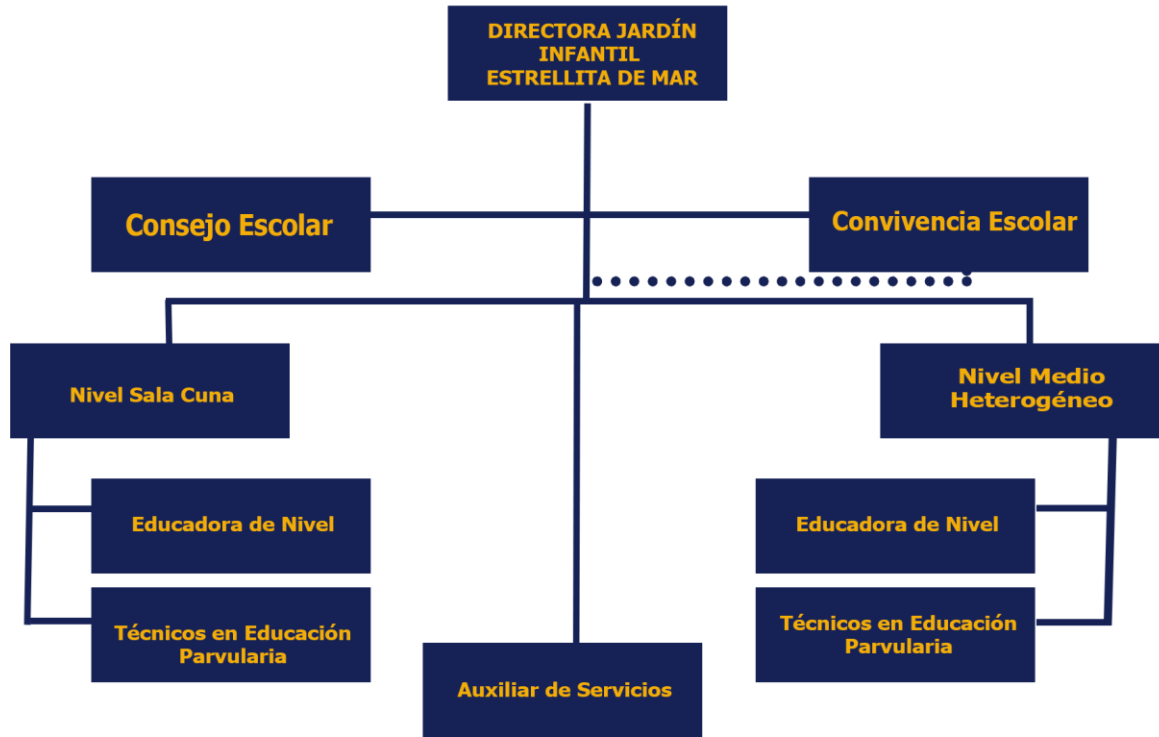 DIRECTORA JARDÍN
INFANTIL
ESTRELLITA DE MAR
Consejo Escolar
Convivencia Escolar
Nivel Sala Cuna
Nivel Medio
Heterogéneo
Educadora de Nivel
Educadora de Nivel
Técnicos en Educación
Parvularia
Técnicos en Educación
Parvularia
Auxiliar de Servicios